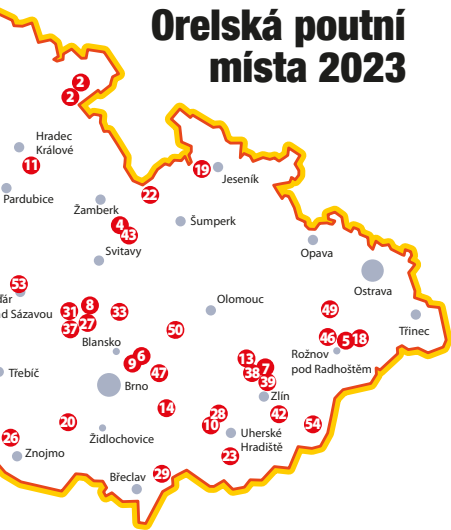 Orelská poutní
místa 2023
2
2
Hradec
Králové
11
19
Jeseník
Pardubice
22
Žamberk
4
43
Šumperk
Svitavy
Opava
53
Ostrava
ďár
d Sázavou
31
8
33
Olomouc
49
37
27
50
Třinec
Blansko
46
5
18
9
6
13
7
Rožnov
pod Radhoštěm
Třebíč
47
38
39
Brno
Zlín
14
28
42
20
10
54
26
Židlochovice
Uherské
Hradiště
Znojmo
23
29
Břeclav